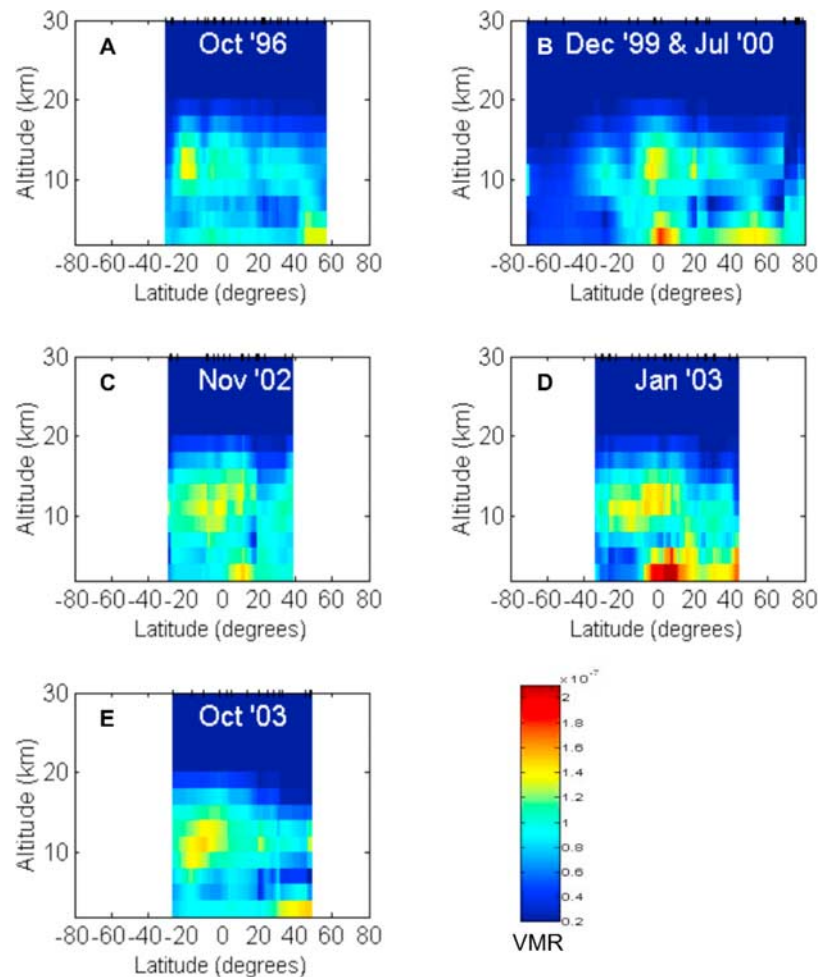 A Oct '96
30
20
10
Altitude (km)
-80 -60 -40 -20 0 20 40 60 80
Latitude (degrees)
B Dec '99 & Jul '00
30
20
10
Altitude (km)
-80 -60 -40 -20 0 20 40 60 80
Latitude (degrees)
C Nov '02
30
20
10
Altitude (km)
-80 -60 -40 -20 0 20 40 60 80
Latitude (degrees)
D Jan '03
30
20
10
Altitude (km)
-80 -60 -40 -20 0 20 40 60 80
Latitude (degrees)
E Oct '03
30
20
10
Altitude (km)
-80 -60 -40 -20 0 20 40 60 80
Latitude (degrees)
×10⁻⁷
2
1.8
1.6
1.4
1.2
1
0.8
0.6
0.4
0.2
VMR